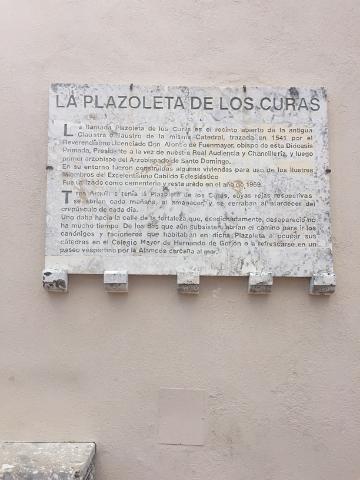 LA PLAZOLETA DE LOS CURAS
La llamada Plazoleta de los Curas es el recinto abierto de la antigua
Claustra o claustro de la misma Catedral, trazada en 1541 por el
Reverendísimo Licenciado Don Alonso de Fuenmayor, obispo de esta Diócesis
Primada, Presidente a la vez de nuestra Real Audiencia y Chancillería, y luego
primer arzobispo del Arzobispado de Santo Domingo.
En su entorno fueron construidas algunas viviendas para uso de los ilustres
Miembros del Excelentísimo Cabildo Eclesiástico
Fué utilizado como cementerio y restaurado en el año de 1969.
Tres Arquillos tenía la Plazoleta de los Curas, cuyas rejas respectivas
se abrían cada mañana, al amanecer, y se cerraban al atardecer del
crepúsculo de cada día.
Uno daba hacia la calle de la fortaleza que, episódicamente, desapareció no
ha mucho tiempo. De los dos que aún subsisten, abrían el camino para ir los
canónigos y racioneros que habitaban en dicha Plazoleta a ocupar sus
cátedras en el Colegio Mayor de Hernando de Gorjón o refrescarse en un
paseo vespertino por la Alameda cercana al mar.